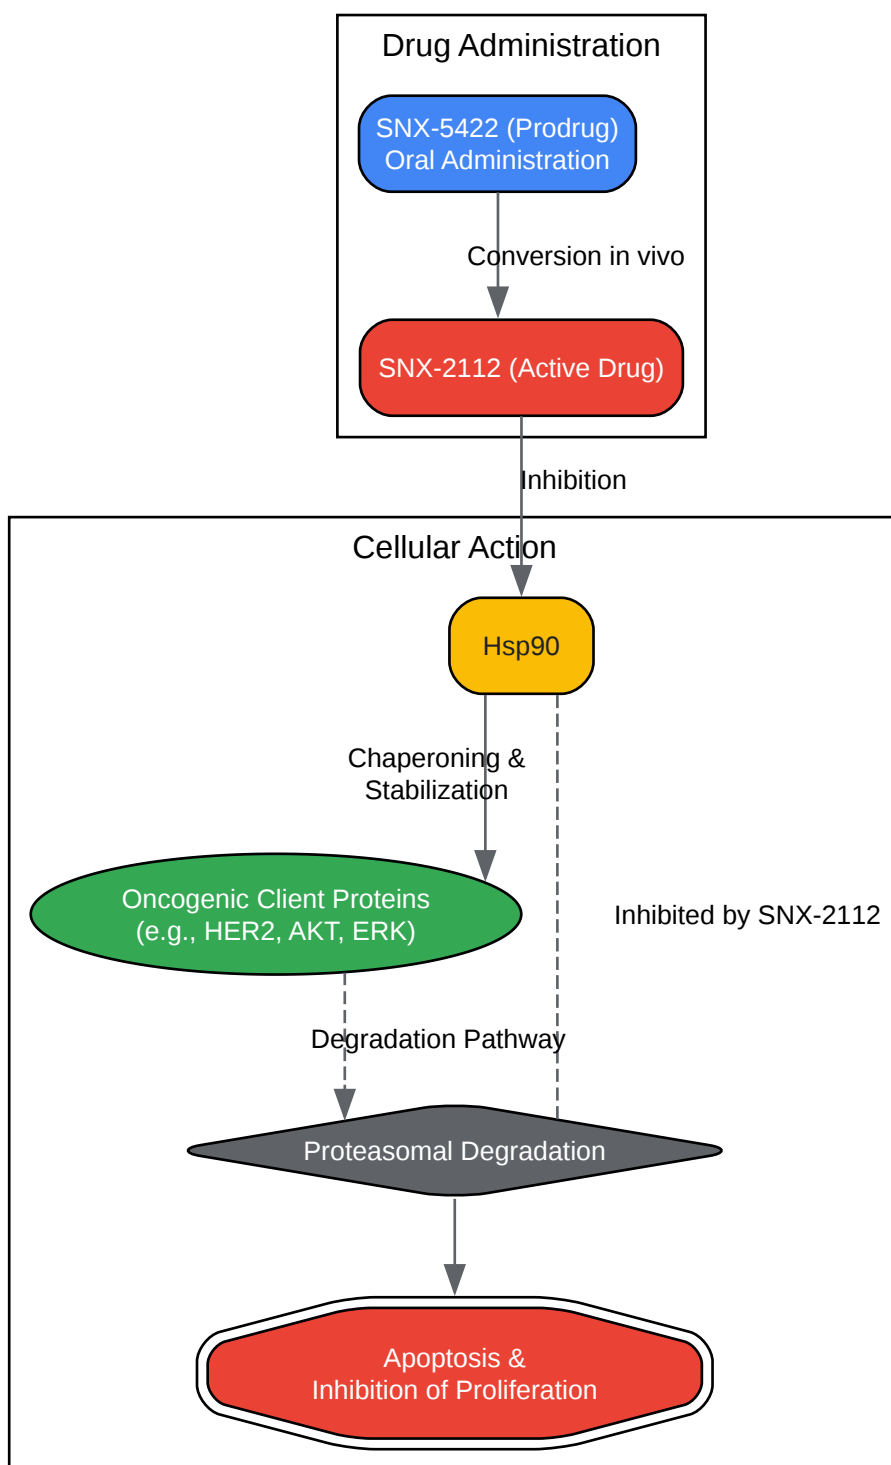 Drug Administration
SNX-5422 (Prodrug)
Oral Administration
Conversion in vivo
SNX-2112 (Active Drug)
Inhibition
Cellular Action
Hsp90
Chaperoning &
Stabilization
Oncogenic Client Proteins
(e.g., HER2, AKT, ERK)
Inhibited by SNX-2112
Degradation Pathway
Proteasomal Degradation
Apoptosis &
Inhibition of Proliferation